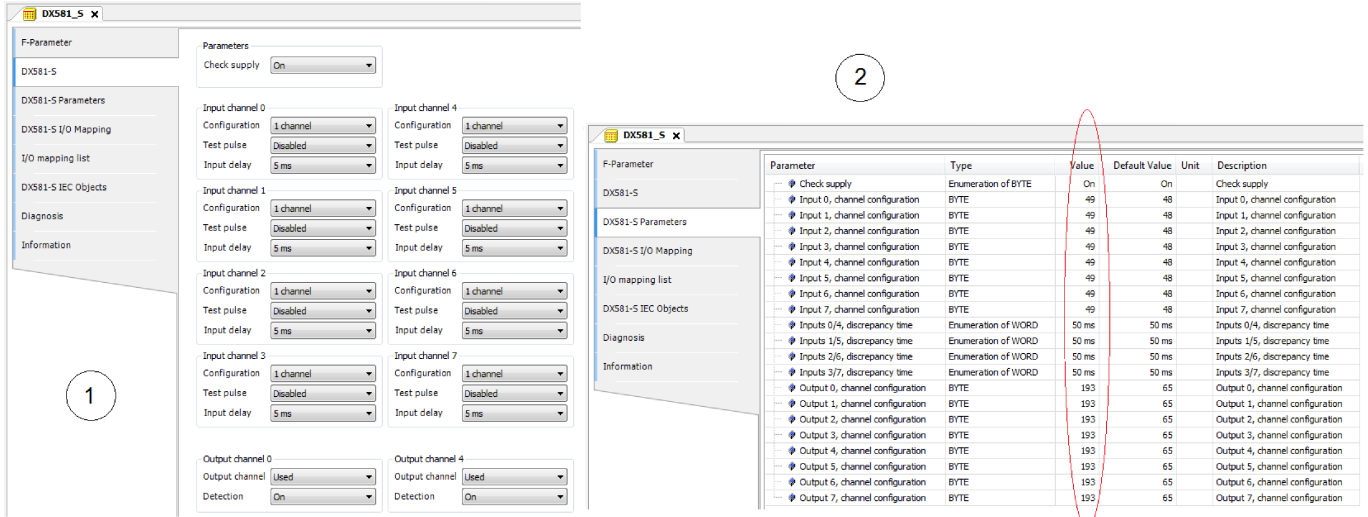 DX581_S X
F-Parameter
DX581-S
DX581-S Parameters
DX581-S I/O Mapping
I/O mapping list
DX581-S IEC Objects
Diagnosis
Information
Parameters
Check supply On
Input channel 0 Input channel 4
Configuration 1 channel Configuration 1 channel
Test pulse Disabled Test pulse Disabled
Input delay 5 ms Input delay 5 ms
Input channel 1 Input channel 5
Configuration 1 channel Configuration 1 channel
Test pulse Disabled Test pulse Disabled
Input delay 5 ms Input delay 5 ms
Input channel 2 Input channel 6
Configuration 1 channel Configuration 1 channel
Test pulse Disabled Test pulse Disabled
Input delay 5 ms Input delay 5 ms
Input channel 3 Input channel 7
Configuration 1 channel Configuration 1 channel
Test pulse Disabled Test pulse Disabled
Input delay 5 ms Input delay 5 ms
Output channel 0 Output channel 4
Output channel Used Output channel Used
Detection On Detection On
1
2
DX581_S X
F-Parameter
DX581-S
DX581-S Parameters
DX581-S I/O Mapping
I/O mapping list
DX581-S IEC Objects
Diagnosis
Information
Parameter Type Value Default Value Unit Description
Check supply Enumeration of BYTE On On Check supply
Input 0, channel configuration BYTE 49 48 Input 0, channel configuration
Input 1, channel configuration BYTE 49 48 Input 1, channel configuration
Input 2, channel configuration BYTE 49 48 Input 2, channel configuration
Input 3, channel configuration BYTE 49 48 Input 3, channel configuration
Input 4, channel configuration BYTE 49 48 Input 4, channel configuration
Input 5, channel configuration BYTE 49 48 Input 5, channel configuration
Input 6, channel configuration BYTE 49 48 Input 6, channel configuration
Input 7, channel configuration BYTE 49 48 Input 7, channel configuration
Inputs 0/4, discrepancy time Enumeration of WORD 50 ms 50 ms Inputs 0/4, discrepancy time
Inputs 1/5, discrepancy time Enumeration of WORD 50 ms 50 ms Inputs 1/5, discrepancy time
Inputs 2/6, discrepancy time Enumeration of WORD 50 ms 50 ms Inputs 2/6, discrepancy time
Inputs 3/7, discrepancy time Enumeration of WORD 50 ms 50 ms Inputs 3/7, discrepancy time
Output 0, channel configuration BYTE 193 65 Output 0, channel configuration
Output 1, channel configuration BYTE 193 65 Output 1, channel configuration
Output 2, channel configuration BYTE 193 65 Output 2, channel configuration
Output 3, channel configuration BYTE 193 65 Output 3, channel configuration
Output 4, channel configuration BYTE 193 65 Output 4, channel configuration
Output 5, channel configuration BYTE 193 65 Output 5, channel configuration
Output 6, channel configuration BYTE 193 65 Output 6, channel configuration
Output 7, channel configuration BYTE 193 65 Output 7, channel configuration